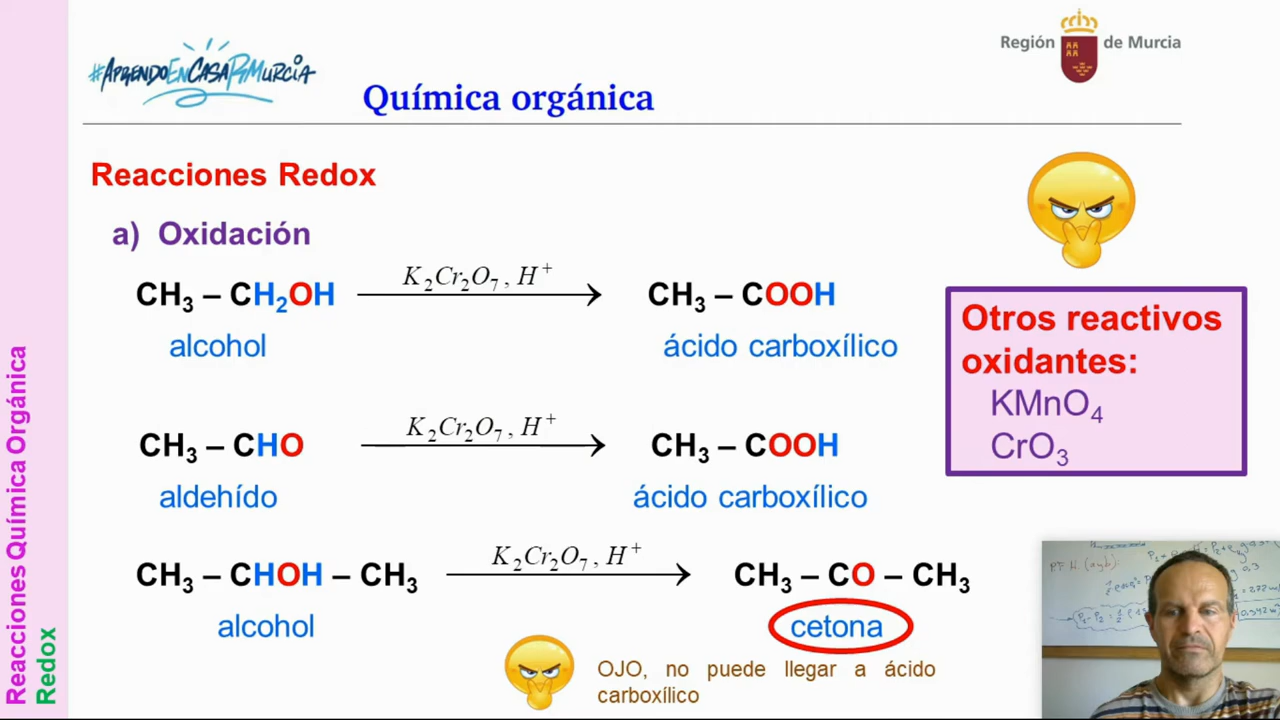 #AprendoEnCasaRMurcia
Región de Murcia
Química orgánica
Reacciones Redox
a) Oxidación
CH₃ – CH₂OH K₂Cr₂O₇ , H⁺ CH₃ – COOH
alcohol ácido carboxílico
Otros reactivos
oxidantes:
KMnO₄
CrO₃
CH₃ – CHO K₂Cr₂O₇ , H⁺ CH₃ – COOH
aldehído ácido carboxílico
CH₃ – CHOH – CH₃ K₂Cr₂O₇ , H⁺ CH₃ – CO – CH₃
alcohol cetona
OJO, no puede llegar a ácido
carboxílico
Reacciones Química Orgánica
Redox